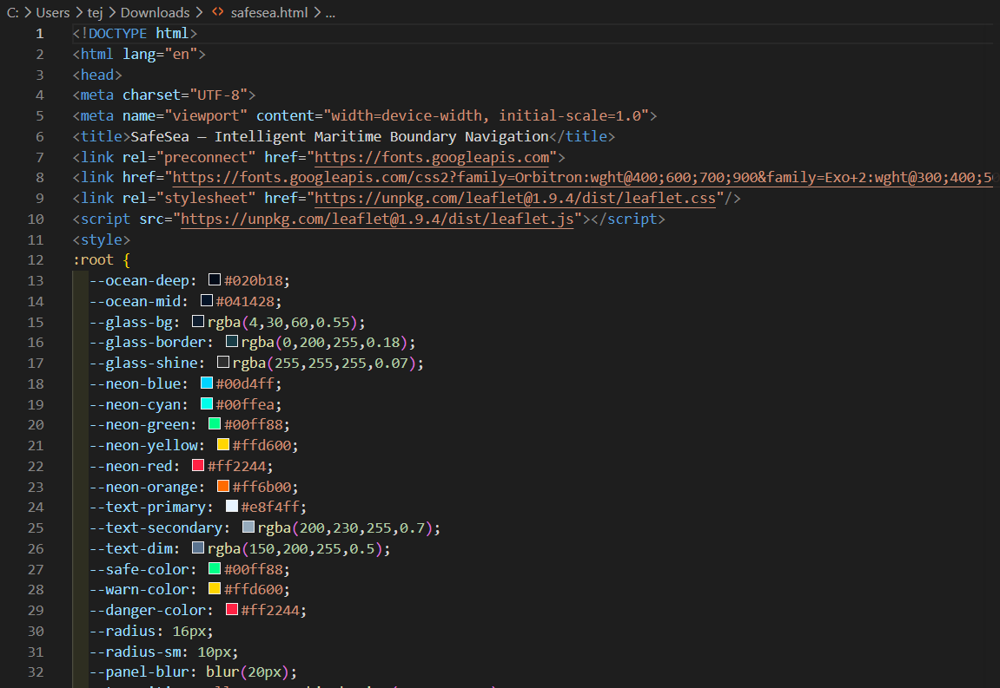 C: > Users > tej > Downloads > <> safesea.html > ...
1 <!DOCTYPE html>
2 <html lang="en">
3 <head>
4 <meta charset="UTF-8">
5 <meta name="viewport" content="width=device-width, initial-scale=1.0">
6 <title>SafeSea — Intelligent Maritime Boundary Navigation</title>
7 <link rel="preconnect" href="https://fonts.googleapis.com">
8 <link href="https://fonts.googleapis.com/css2?family=Orbitron:wght@400;600;700;900&family=Exo+2:wght@300;400;50
9 <link rel="stylesheet" href="https://unpkg.com/leaflet@1.9.4/dist/leaflet.css"/>
10 <script src="https://unpkg.com/leaflet@1.9.4/dist/leaflet.js"></script>
11 <style>
12 :root {
13 --ocean-deep: #020b18;
14 --ocean-mid: #041428;
15 --glass-bg: rgba(4,30,60,0.55);
16 --glass-border: rgba(0,200,255,0.18);
17 --glass-shine: rgba(255,255,255,0.07);
18 --neon-blue: #00d4ff;
19 --neon-cyan: #00ffea;
20 --neon-green: #00ff88;
21 --neon-yellow: #ffd600;
22 --neon-red: #ff2244;
23 --neon-orange: #ff6b00;
24 --text-primary: #e8f4ff;
25 --text-secondary: rgba(200,230,255,0.7);
26 --text-dim: rgba(150,200,255,0.5);
27 --safe-color: #00ff88;
28 --warn-color: #ffd600;
29 --danger-color: #ff2244;
30 --radius: 16px;
31 --radius-sm: 10px;
32 --panel-blur: blur(20px);